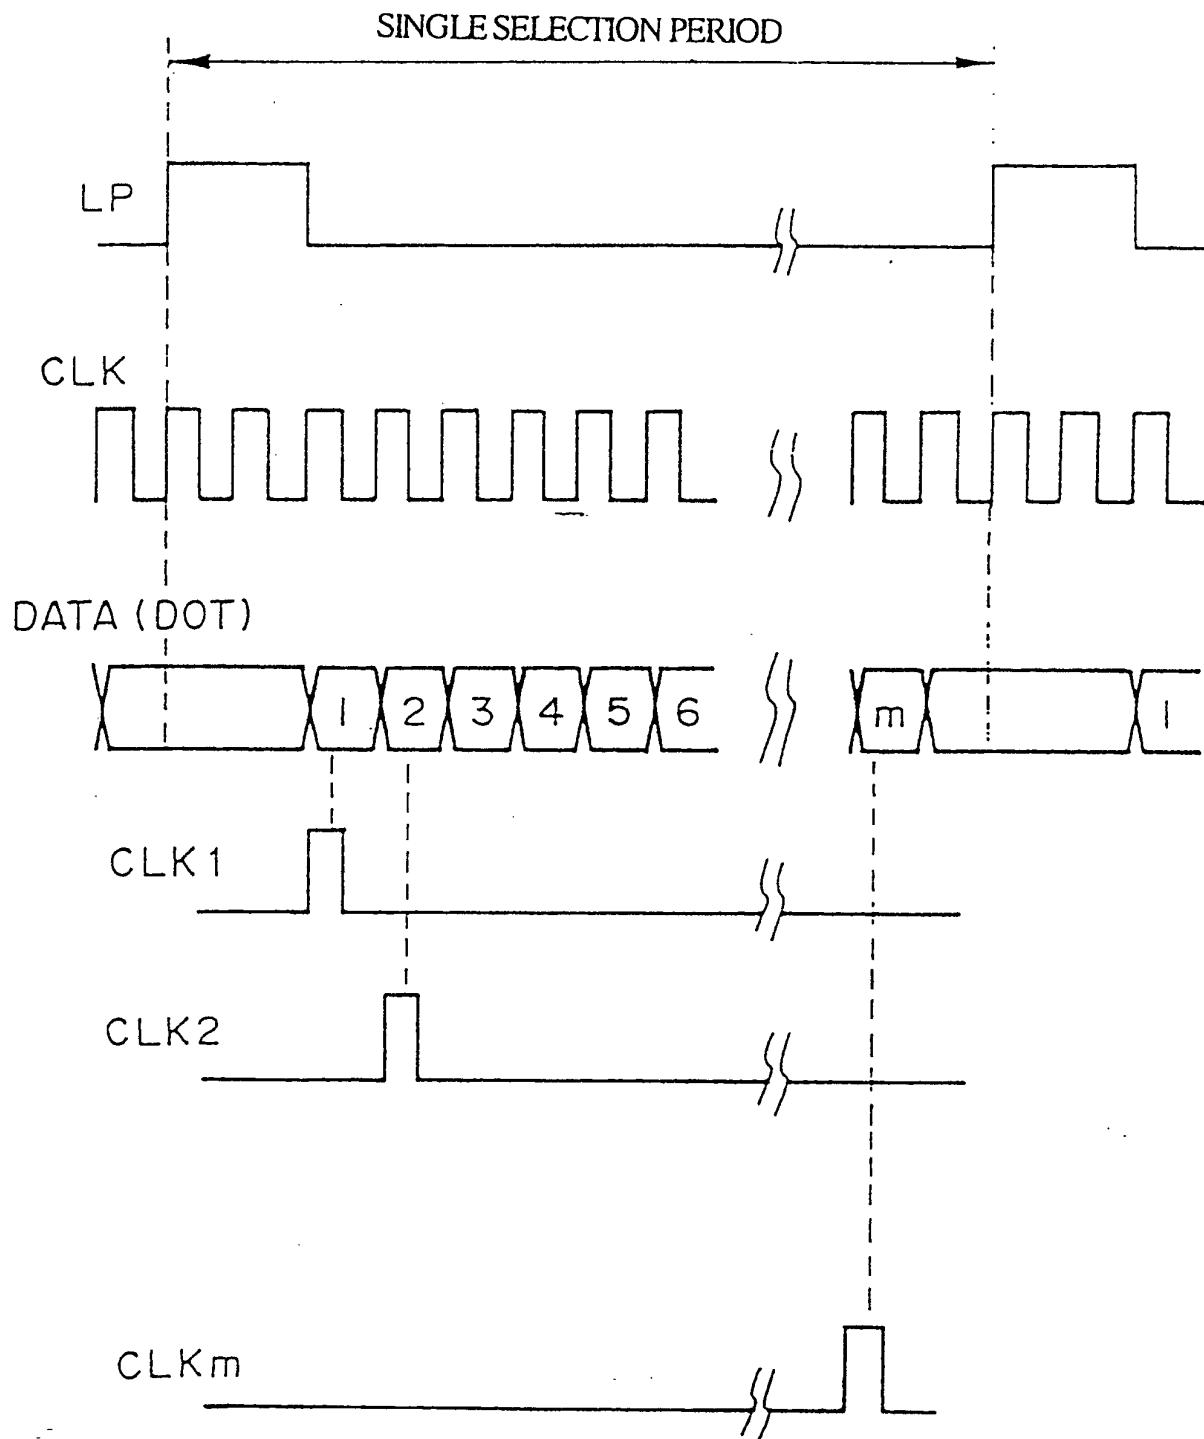 SINGLE SELECTION PERIOD
LP
CLK
DATA (DOT)
1 2 3 4 5 6 m 1
CLK1
CLK2
CLKm